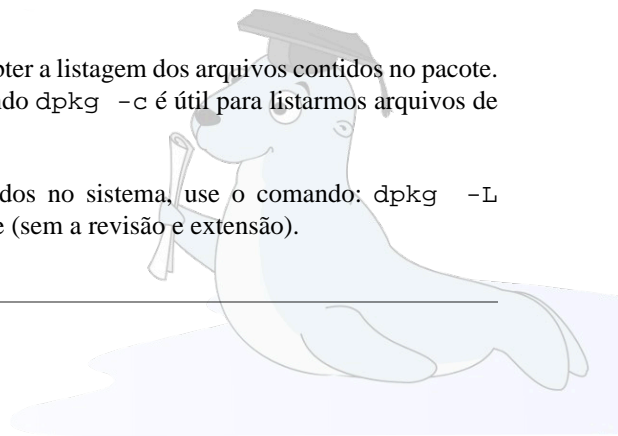 ter a listagem dos arquivos contidos no pacote.
ndo dpkg -c é útil para listarmos arquivos de
dos no sistema, use o comando: dpkg -L
e (sem a revisão e extensão).